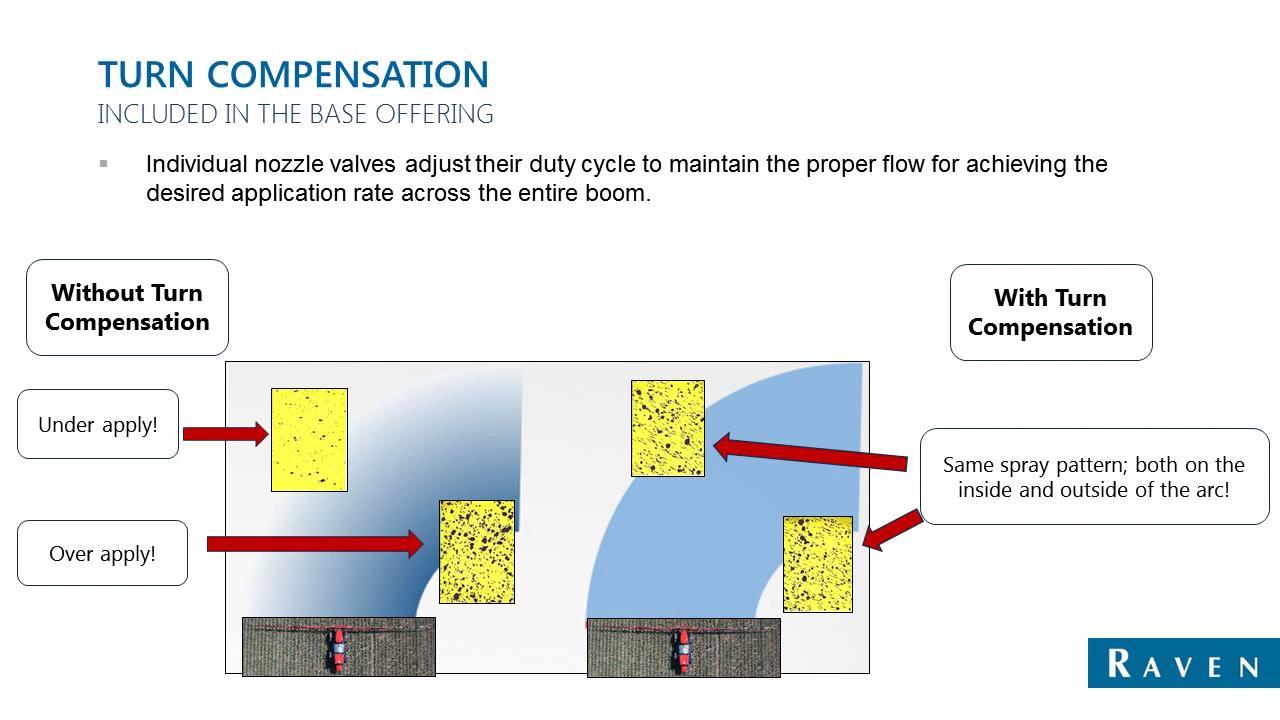 TURN COMPENSATION
INCLUDED IN THE BASE OFFERING
▪ Individual nozzle valves adjust their duty cycle to maintain the proper flow for achieving the
desired application rate across the entire boom.
Without Turn
Compensation
With Turn
Compensation
Under apply!
Over apply!
Same spray pattern; both on the
inside and outside of the arc!
RAVEN